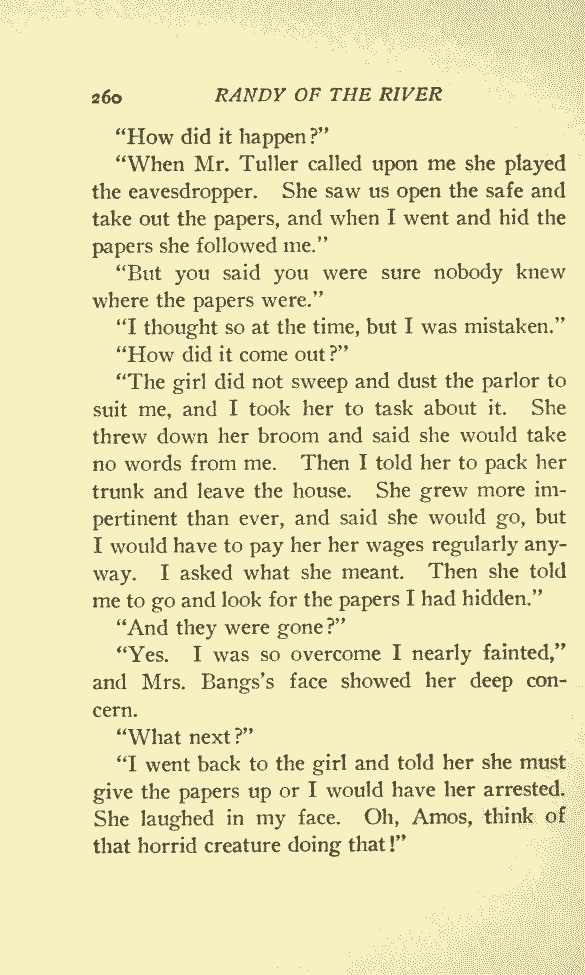 260 RANDY OF THE RIVER
“How did it happen?”
“When Mr. Tuller called upon me she played
the eavesdropper. She saw us open the safe and
take out the papers, and when I went and hid the
papers she followed me.”
“But you said you were sure nobody knew
where the papers were.”
“I thought so at the time, but I was mistaken.”
“How did it come out?”
“The girl did not sweep and dust the parlor to
suit me, and I took her to task about it. She
threw down her broom and said she would take
no words from me. Then I told her to pack her
trunk and leave the house. She grew more im-
pertinent than ever, and said she would go, but
I would have to pay her her wages regularly any-
way. I asked what she meant. Then she told
me to go and look for the papers I had hidden.”
“And they were gone?”
“Yes. I was so overcome I nearly fainted,”
and Mrs. Bangs’s face showed her deep con-
cern.
“What next?”
“I went back to the girl and told her she must
give the papers up or I would have her arrested.
She laughed in my face. Oh, Amos, think of
that horrid creature doing that!”